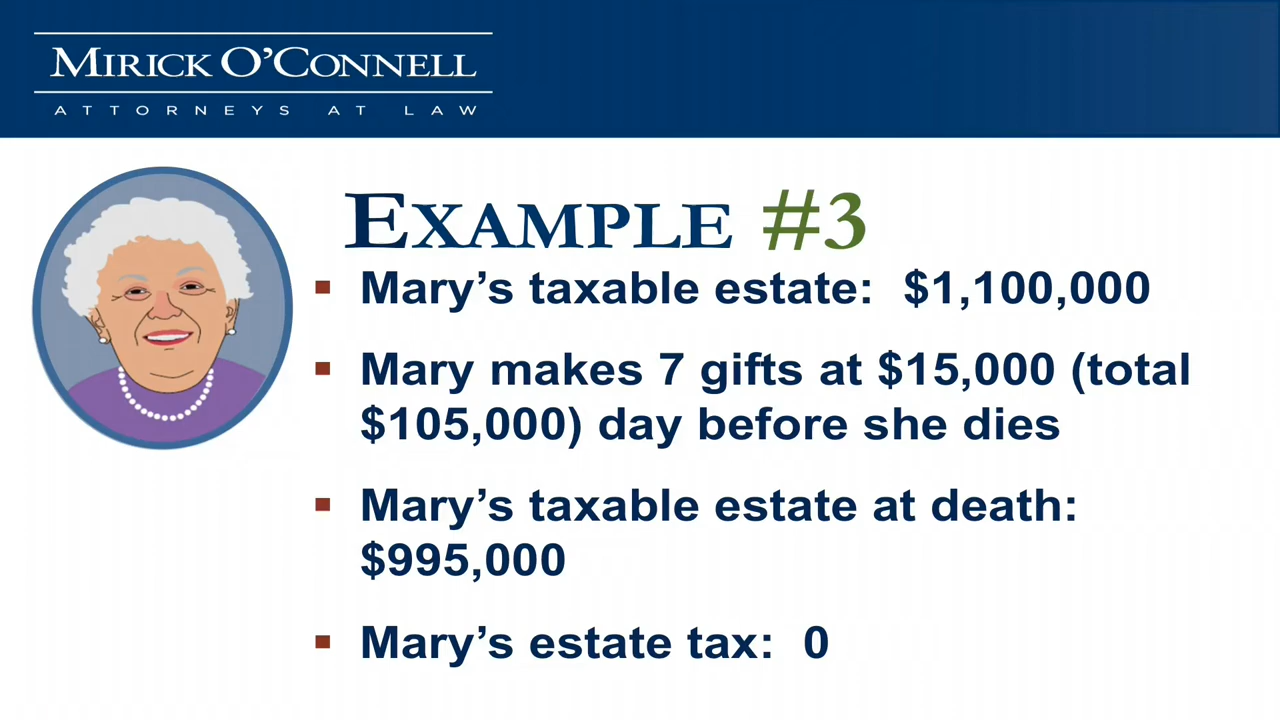 MIRICK O’CONNELL
ATTORNEYS AT LAW
EXAMPLE #3
▪ Mary’s taxable estate: $1,100,000
▪ Mary makes 7 gifts at $15,000 (total
$105,000) day before she dies
▪ Mary’s taxable estate at death:
$995,000
▪ Mary’s estate tax: 0